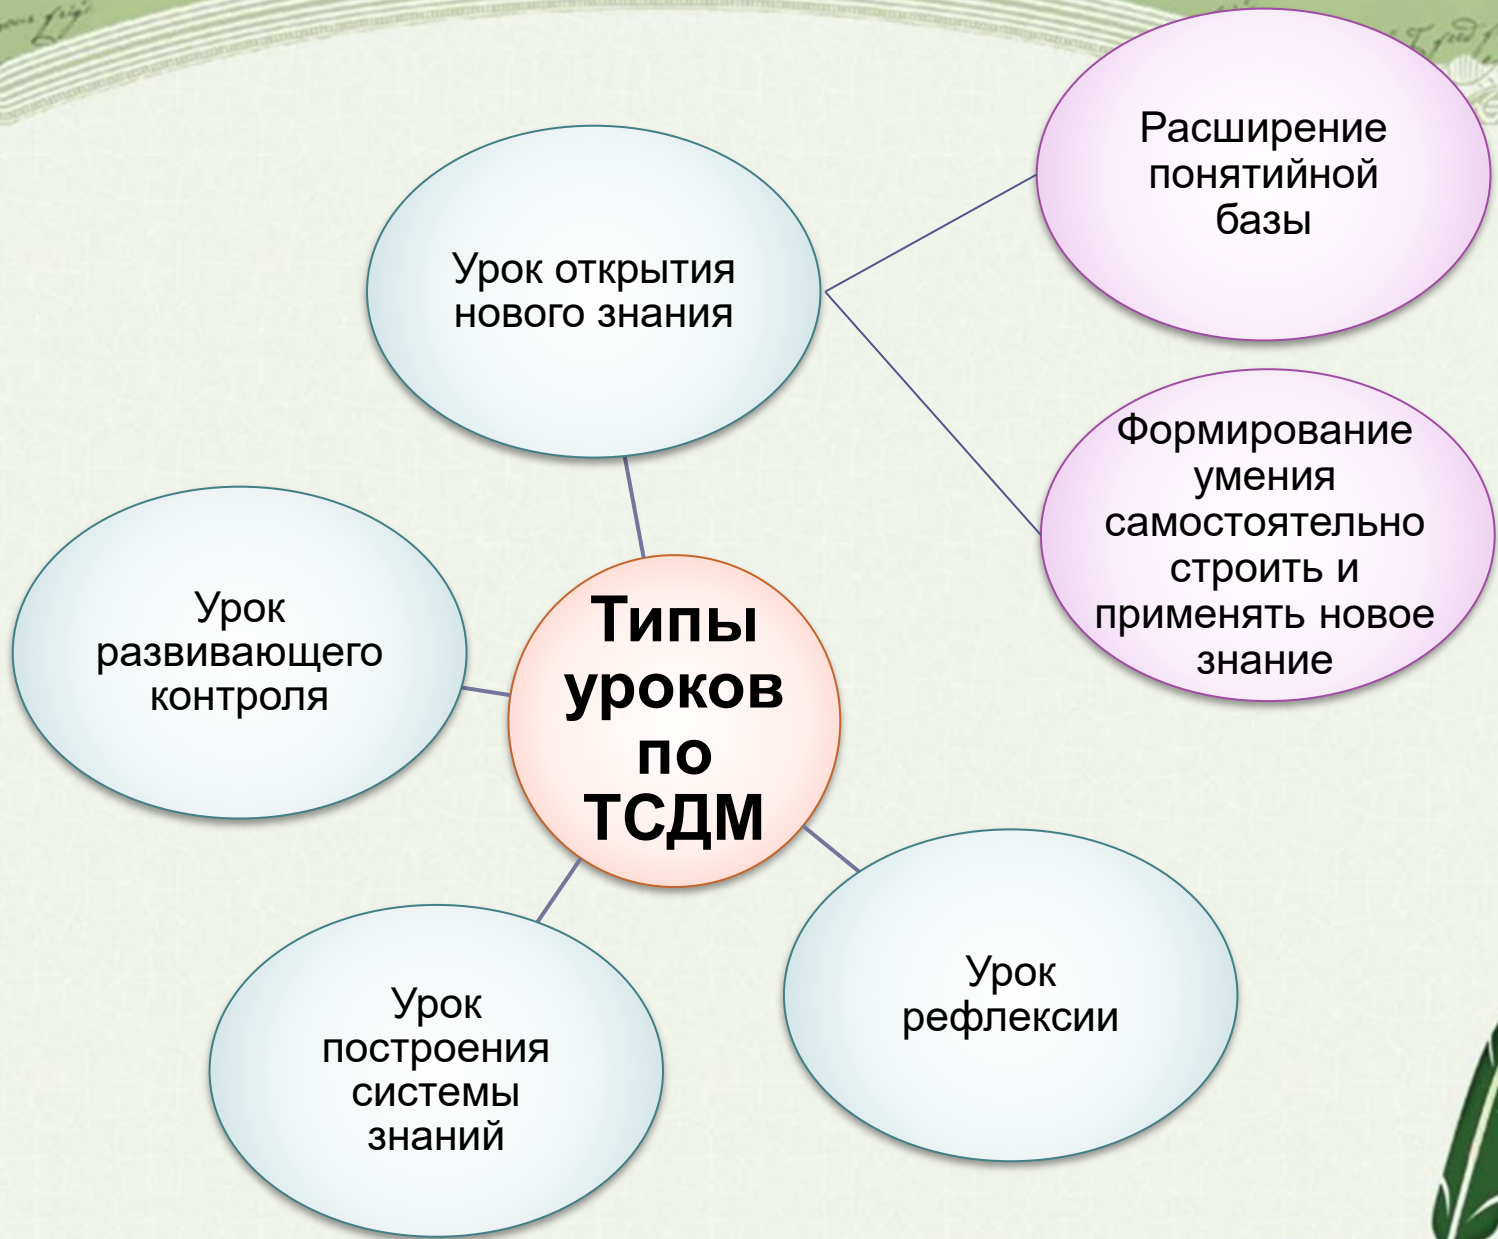 Расширение
понятийной
базы
Урок открытия
нового знания
Формирование
умения
самостоятельно
строить и
применять новое
знание
Урок
развивающего
контроля
Типы
уроков
по
ТСДМ
Урок
рефлексии
Урок
построения
системы
знаний